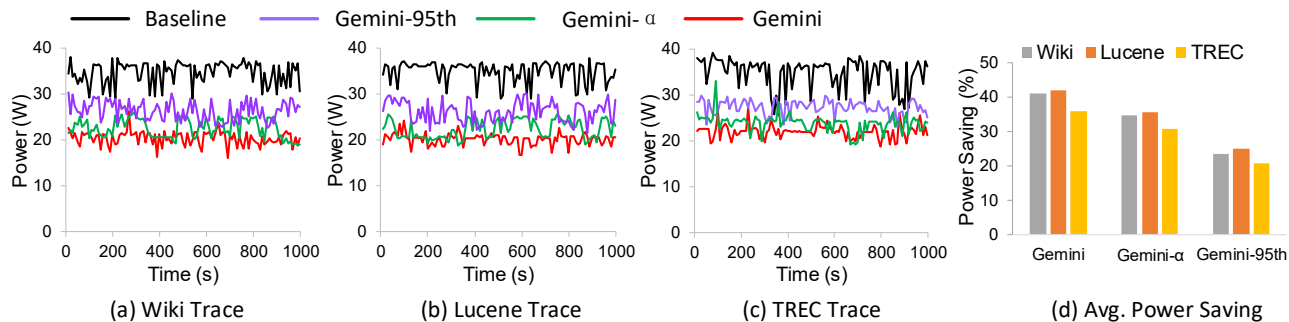 Baseline Gemini-95th Gemini- α Gemini
40
30
20
10
0
Power (W)
0 200 400 600 800 1000
Time (s)
(a) Wiki Trace
40
30
20
10
0
Power (W)
0 200 400 600 800 1000
Time (s)
(b) Lucene Trace
40
30
20
10
0
Power (W)
0 200 400 600 800 1000
Time (s)
(c) TREC Trace
Wiki Lucene TREC
50
40
30
20
10
0
Power Saving (%)
Gemini Gemini-α Gemini-95th
(d) Avg. Power Saving